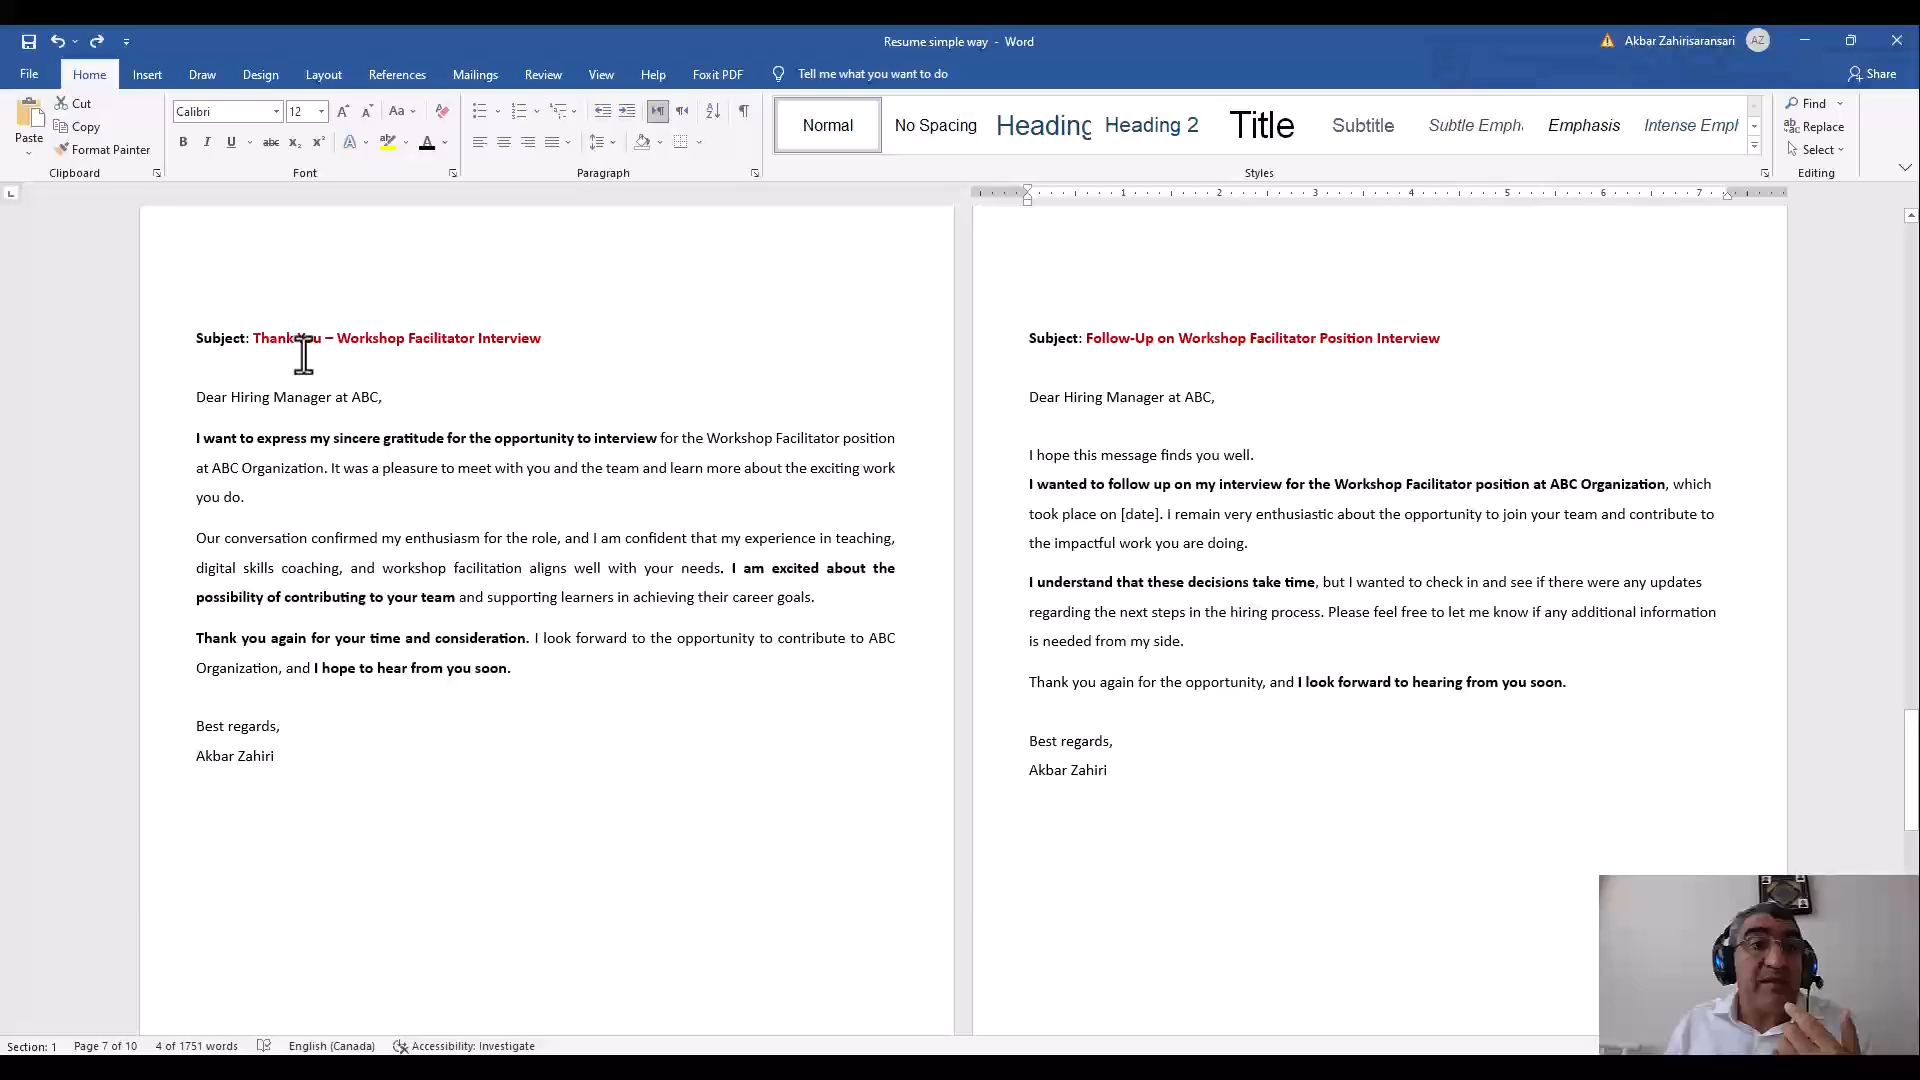 Resume simple way - Word
Akbar Zahirisaransari
AZ
File
Home
Insert
Draw
Design
Layout
References
Mailings
Review
View
Help
Foxit PDF
Tell me what you want to do
Share
Paste
Cut
Copy
Format Painter
Clipboard
Calibri
12
Font
Paragraph
Normal
No Spacing
Heading
Heading 2
Title
Subtitle
Subtle Emph
Emphasis
Intense Emph
Styles
Find
Replace
Select
Editing
1 2 3 4 5 6 7
Subject: Thank You – Workshop Facilitator Interview
Dear Hiring Manager at ABC,
I want to express my sincere gratitude for the opportunity to interview for the Workshop Facilitator position
at ABC Organization. It was a pleasure to meet with you and the team and learn more about the exciting work
you do.
Our conversation confirmed my enthusiasm for the role, and I am confident that my experience in teaching,
digital skills coaching, and workshop facilitation aligns well with your needs. I am excited about the
possibility of contributing to your team and supporting learners in achieving their career goals.
Thank you again for your time and consideration. I look forward to the opportunity to contribute to ABC
Organization, and I hope to hear from you soon.
Best regards,
Akbar Zahiri
Subject: Follow-Up on Workshop Facilitator Position Interview
Dear Hiring Manager at ABC,
I hope this message finds you well.
I wanted to follow up on my interview for the Workshop Facilitator position at ABC Organization, which
took place on [date]. I remain very enthusiastic about the opportunity to join your team and contribute to
the impactful work you are doing.
I understand that these decisions take time, but I wanted to check in and see if there were any updates
regarding the next steps in the hiring process. Please feel free to let me know if any additional information
is needed from my side.
Thank you again for the opportunity, and I look forward to hearing from you soon.
Best regards,
Akbar Zahiri
Section: 1
Page 7 of 10
4 of 1751 words
English (Canada)
Accessibility: Investigate